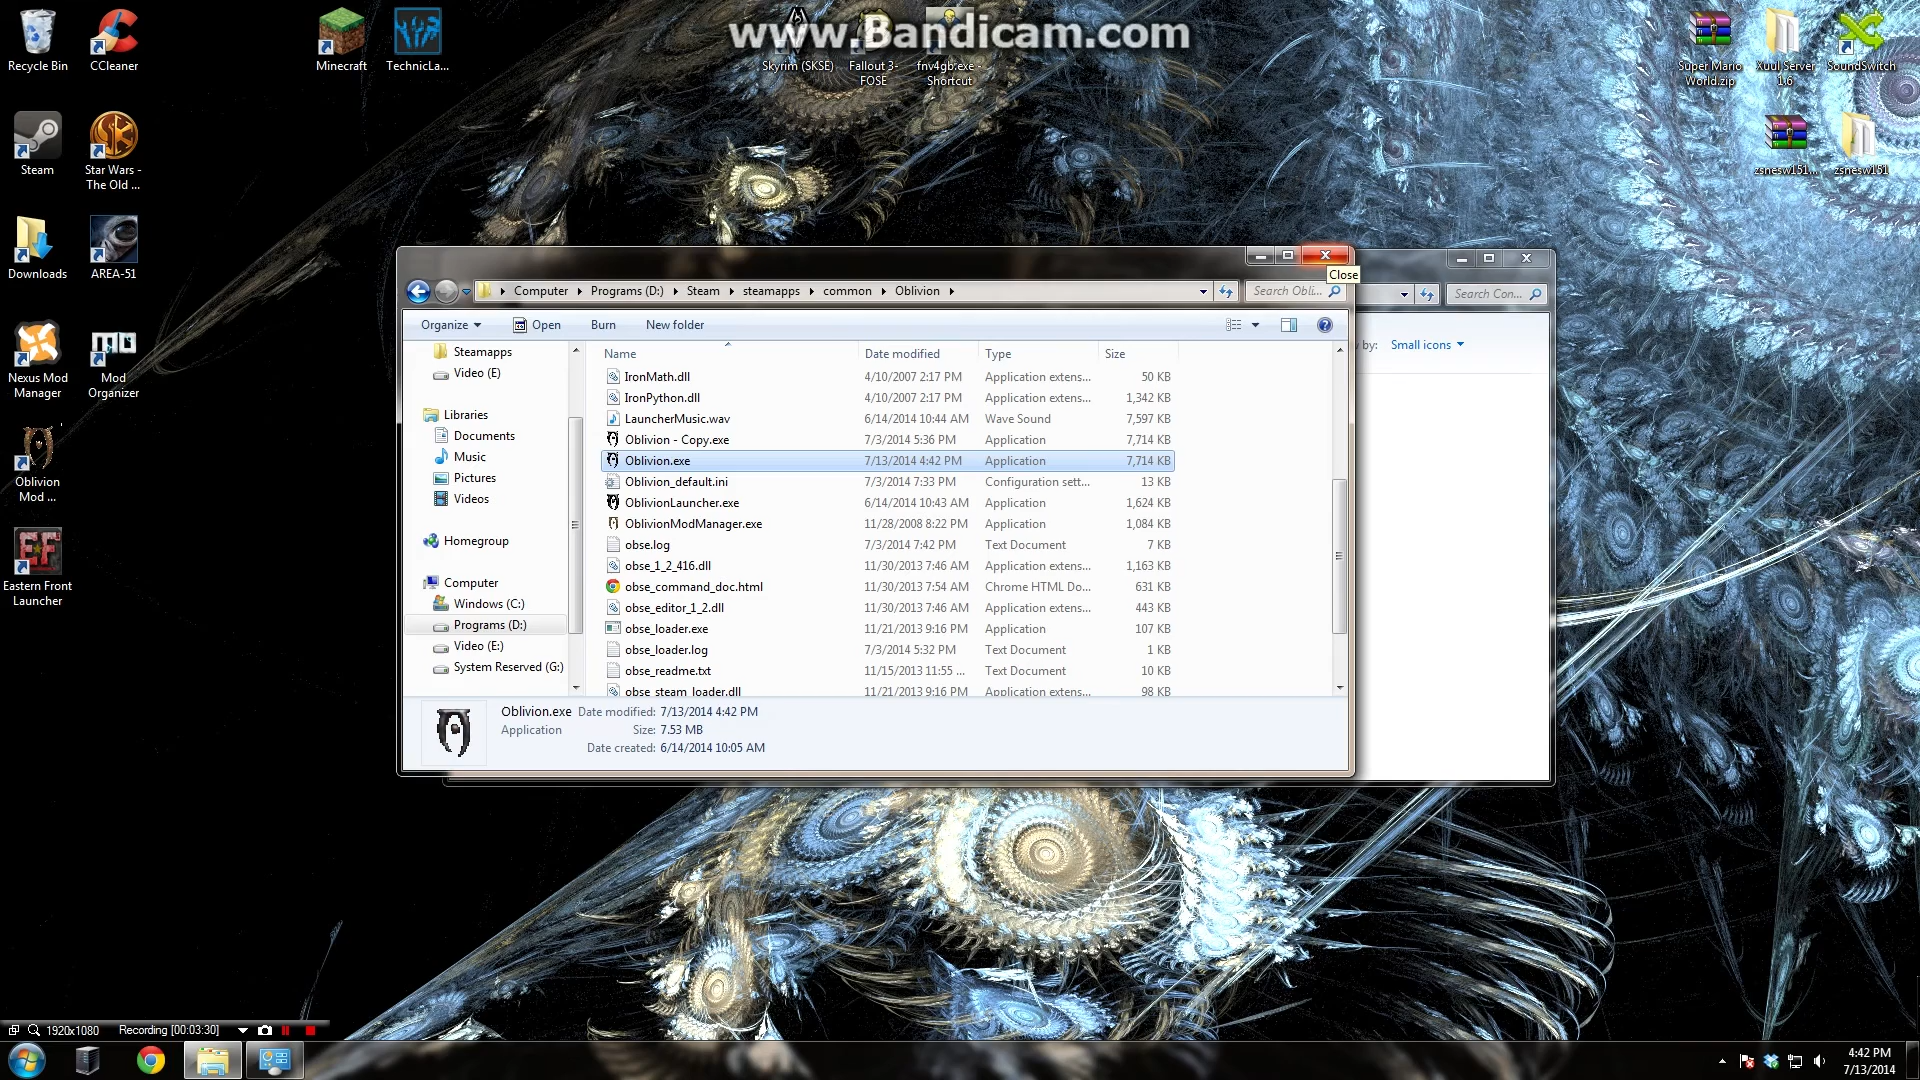 www.Bandicam.com
Recycle Bin
CCleaner
Minecraft
TechnicLa...
Skyrim (SKSE)
Fallout 3- FOSE
fnv4gb.exe - Shortcut
Super Mario World.zip
Xuul Server 1.6
SoundSwitch
Steam
Star Wars - The Old ...
zsnesw151...
zsnesw151
Downloads
AREA-51
Nexus Mod Manager
Mod Organizer
Oblivion Mod ...
Eastern Front Launcher
Close
Computer
Programs (D:)
Steam
steamapps
common
Oblivion
Search Obli...
Search Con...
Organize
Open
Burn
New folder
by:
Small icons
Steamapps
Video (E)
Libraries
Documents
Music
Pictures
Videos
Homegroup
Computer
Windows (C:)
Programs (D:)
Video (E:)
System Reserved (G:)
Name Date modified Type Size
IronMath.dll 4/10/2007 2:17 PM Application extens... 50 KB
IronPython.dll 4/10/2007 2:17 PM Application extens... 1,342 KB
LauncherMusic.wav 6/14/2014 10:44 AM Wave Sound 7,597 KB
Oblivion - Copy.exe 7/3/2014 5:36 PM Application 7,714 KB
Oblivion.exe 7/13/2014 4:42 PM Application 7,714 KB
Oblivion_default.ini 7/3/2014 7:33 PM Configuration sett... 13 KB
OblivionLauncher.exe 6/14/2014 10:43 AM Application 1,624 KB
OblivionModManager.exe 11/28/2008 8:22 PM Application 1,084 KB
obse.log 7/3/2014 7:42 PM Text Document 7 KB
obse_1_2_416.dll 11/30/2013 7:46 AM Application extens... 1,163 KB
obse_command_doc.html 11/30/2013 7:54 AM Chrome HTML Do... 631 KB
obse_editor_1_2.dll 11/30/2013 7:46 AM Application extens... 443 KB
obse_loader.exe 11/21/2013 9:16 PM Application 107 KB
obse_loader.log 7/3/2014 5:32 PM Text Document 1 KB
obse_readme.txt 11/15/2013 11:55 ... Text Document 10 KB
obse_steam_loader.dll 11/21/2013 9:16 PM Application extens... 98 KB
Oblivion.exe Date modified: 7/13/2014 4:42 PM
Application Size: 7.53 MB
Date created: 6/14/2014 10:05 AM
1920x1080 Recording [00:03:30]
4:42 PM
7/13/2014